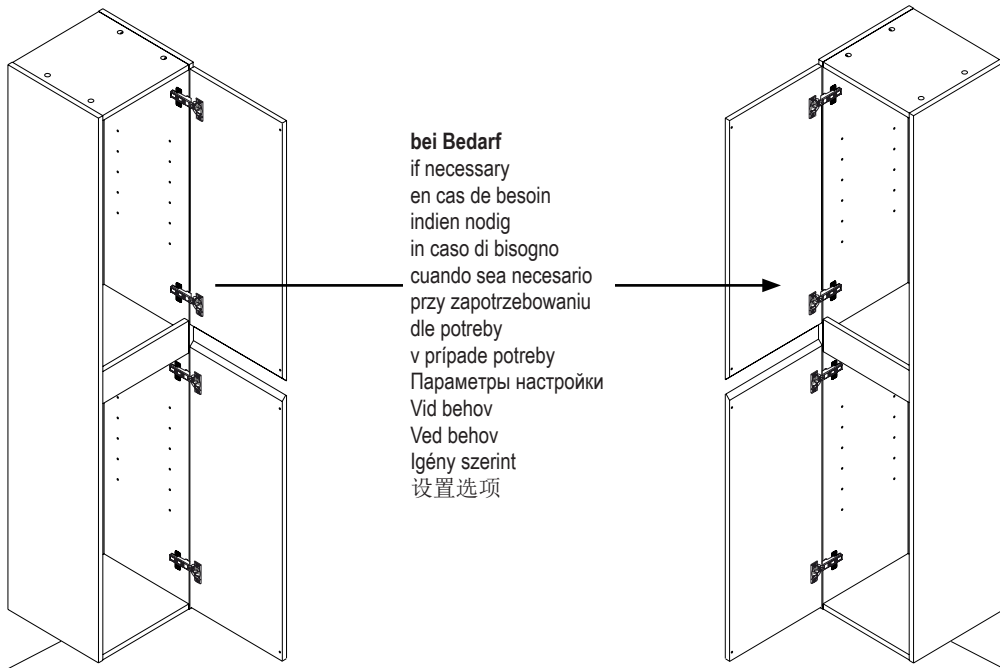 bei Bedarf
if necessary
en cas de besoin
indien nodig
in caso di bisogno
cuando sea necesario
przy zapotrzebowaniu
dle potreby
v prípade potreby
Параметры настройки
Vid behov
Ved behov
Igény szerint
设置选项